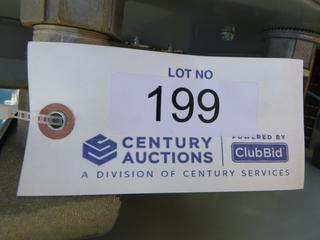 LOT NO
199
CENTURY
AUCTIONS
POWERED BY
ClubBid
A DIVISION OF CENTURY SERVICES